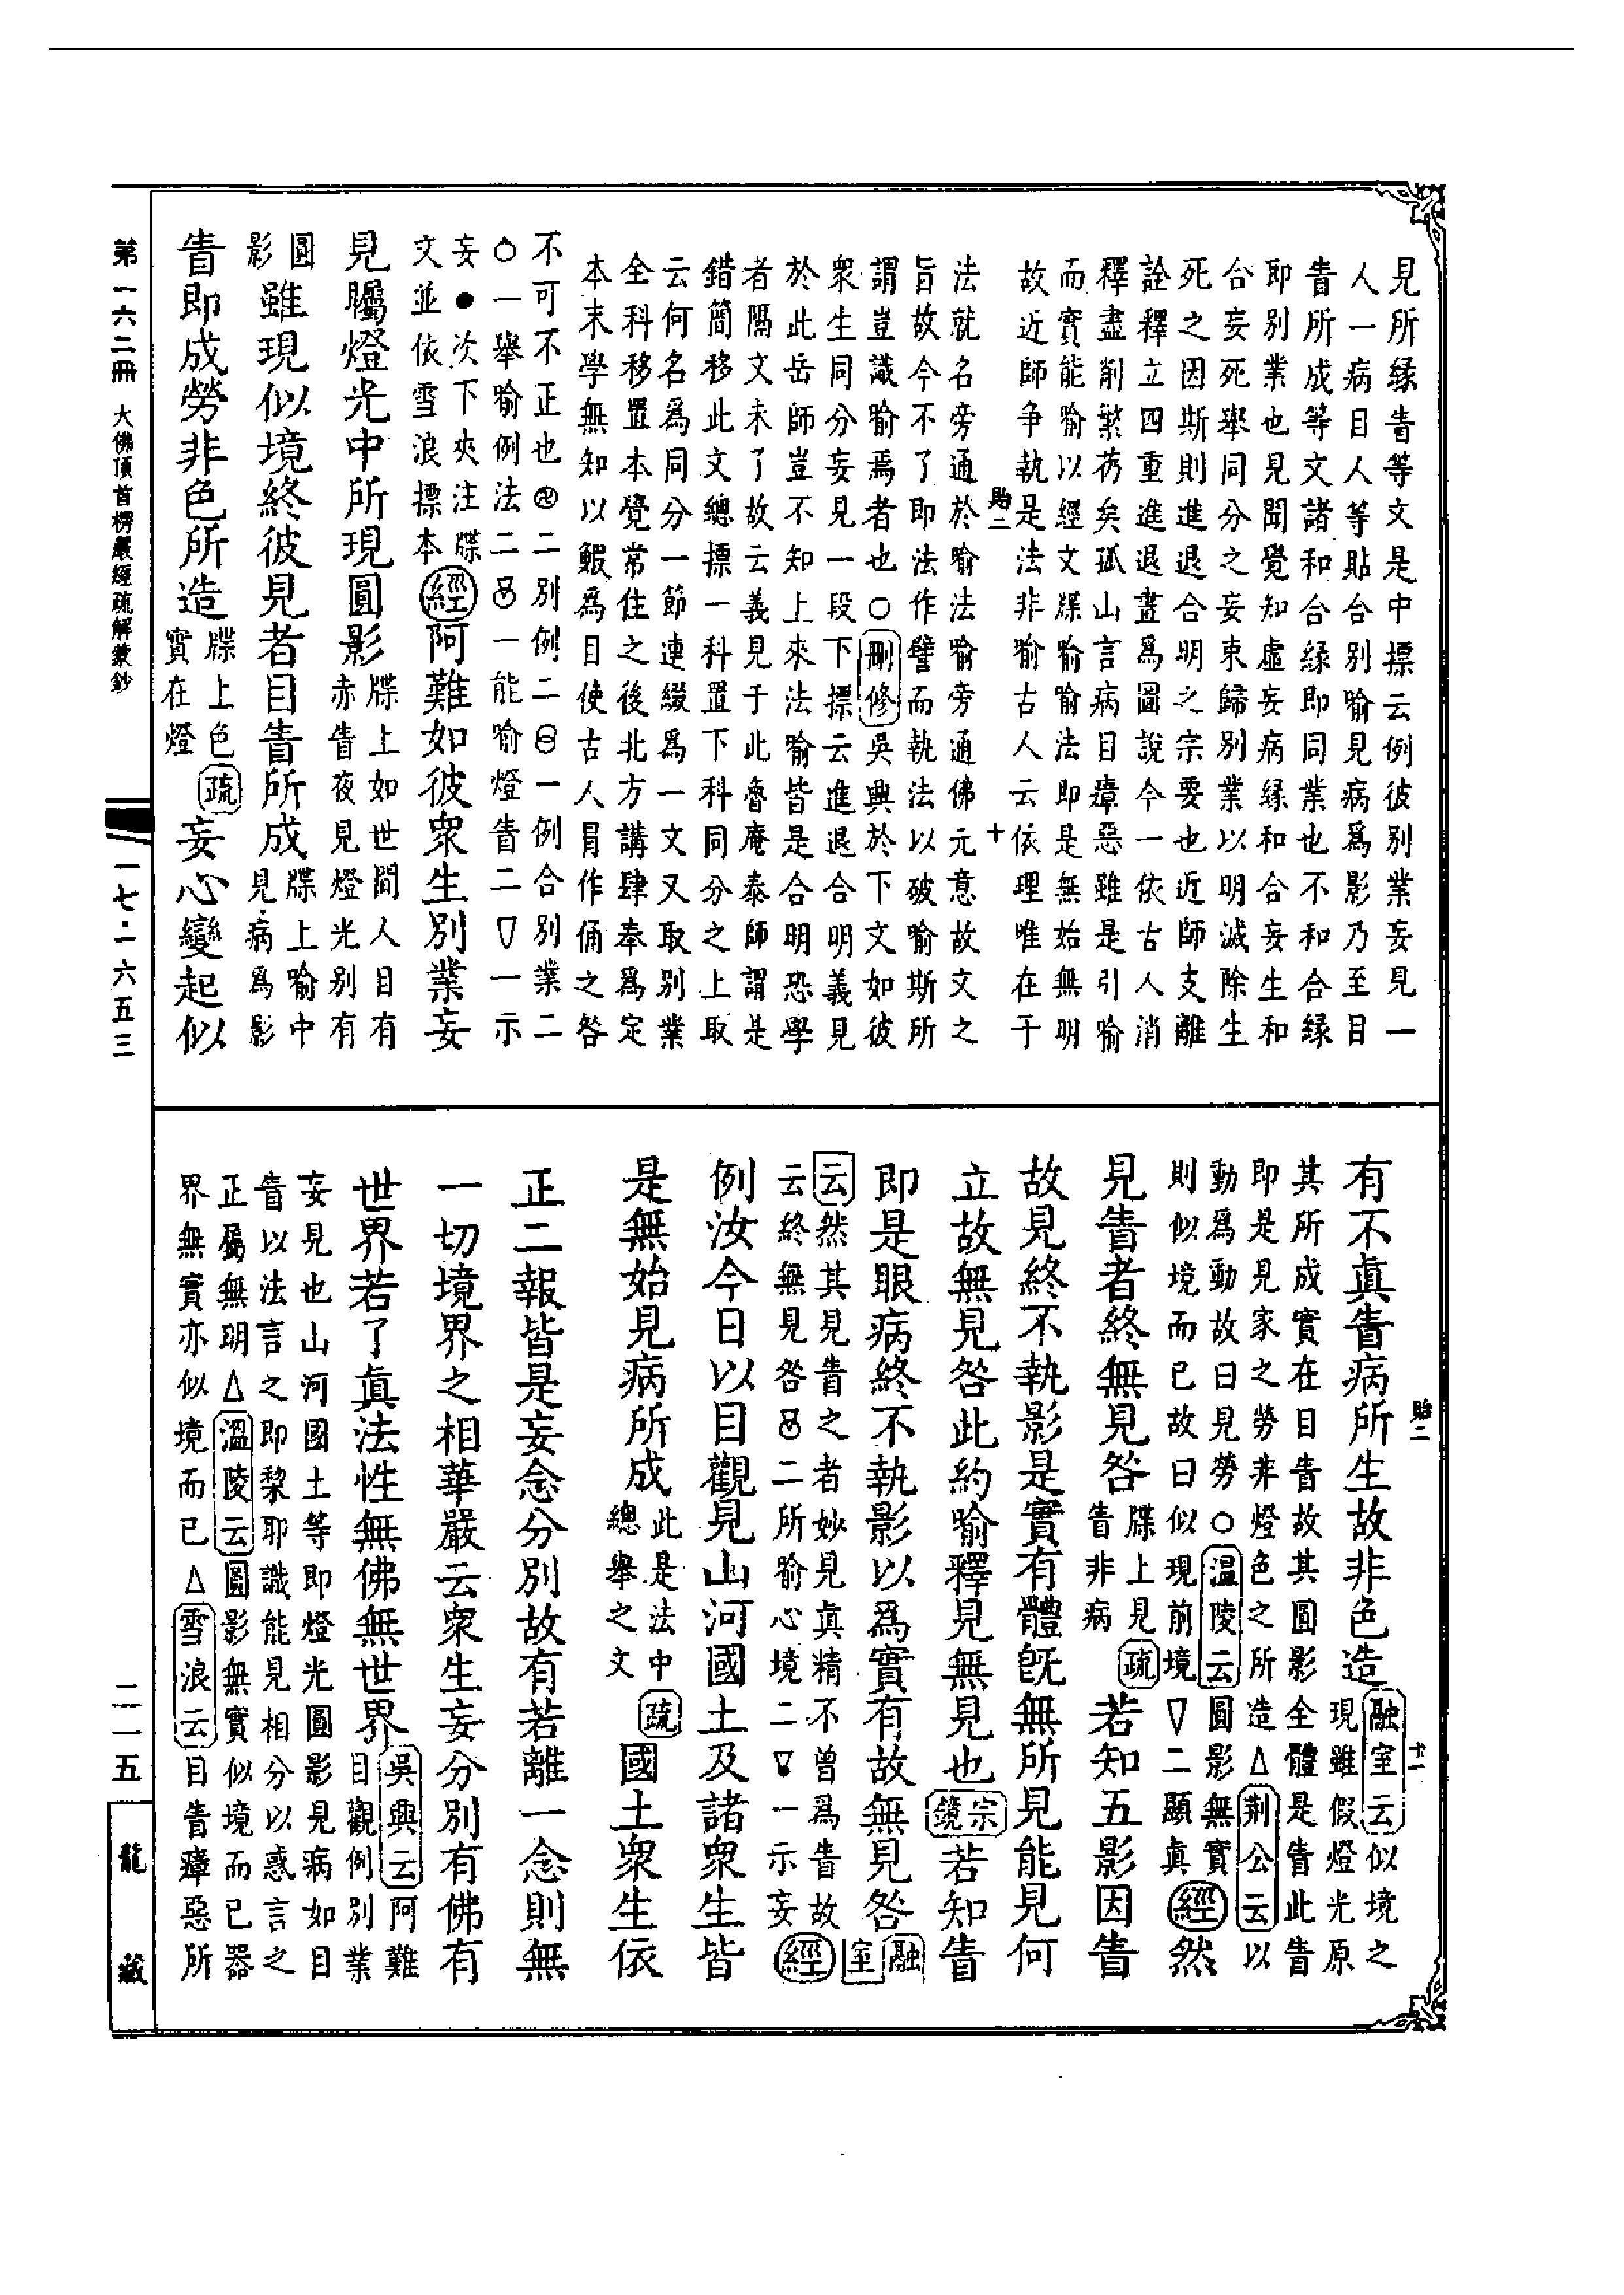 見所緣眚等文是中摽云例彼別業妄見一
人一病目人等貼合別喻見病爲影乃至目
眚所成等文諸和合緣即同業也不和合緣
即別業也見聞覺知虛妄病緣和合妄生和
合妄死舉同分之妄束歸別業以明滅除生
死之因斯則進退合明之宗要也近師支離
詮釋立四重進退盡爲圖說今一依古人消
釋盡削繁芿矣孤山言病目瘴惡雖是引喻
而實能喻以經文牒喻法即是無始無明
故近師爭執是法非喻古人云依理唯在于
貽二 十
法就名旁通於喻法喻旁通佛元意故文之
旨故今不了即法作譬而執法以破喻斯所
謂豈識喻焉者也○刪修吳興於下文如彼
衆生同分妄見一段下摽云進退合明義見
於此岳師豈不知上來法喻皆是合明恐學
者隔文未了故云義見于此魯庵泰師謂是
錯簡移此文總摽一科置下科同分之上取
云何名爲同分一節連綴爲一文又取別業
全科移置本覺常住之後北方講肆奉爲定
本末學無知以鰕爲目使古人冐作俑之咎
不可不正也卍二別例二㊀一例合別業二
○一舉喻例法二一能喻燈眚二▽一示
妄●次下夾注牒
文並依雪浪摽本經阿難如彼衆生別業妄
見矚燈光中所現圓影牒上如世間人目有
赤眚夜見燈光別有
圓
影雖現似境終彼見者目眚所成牒上喻中
見病爲影
眚即成勞非色所造牒上色
實在燈疏妄心變起似
有不眞眚病所生故非色造融室云似境之
現雖假燈光原
其所成實在目眚故其圓影全體是眚此眚
即是見家之勞非燈色之所造△荆公云以
動爲動故曰見勞○温陵云圓影無實
則似境而已故曰似現前境▽二顯眞經然
見眚者終無見咎牒上見
眚非病疏若知五影因眚
故見終不執影是實有體旣無所見能見何
立故無見咎此約喻釋見無見也宗鏡若知眚
即是眼病終不執影以爲實有故無見咎融室
云然其見眚之者妙見眞精不曾爲眚故
云終無見咎二所喻心境二▼一示妄經
例汝今日以目觀見山河國土及諸衆生皆
是無始見病所成此是法中
總舉之文疏國土衆生依
正二報皆是妄念分別故有若離一念則無
一切境界之相華嚴云衆生妄分別有佛有
世界若了眞法性無佛無世界吳興云阿難
目觀例別業
妄見也山河國土等即燈光圓影見病如目
眚以法言之即黎耶識能見相分以惑言之
正屬無明△溫陵云圓影無實似境而已器
界無實亦似境而已△雪浪云目眚瘴惡所
貽二 十一
第一六二冊 大佛頂首楞嚴經疏解蒙鈔
一七·一六五三
二一五
龍藏